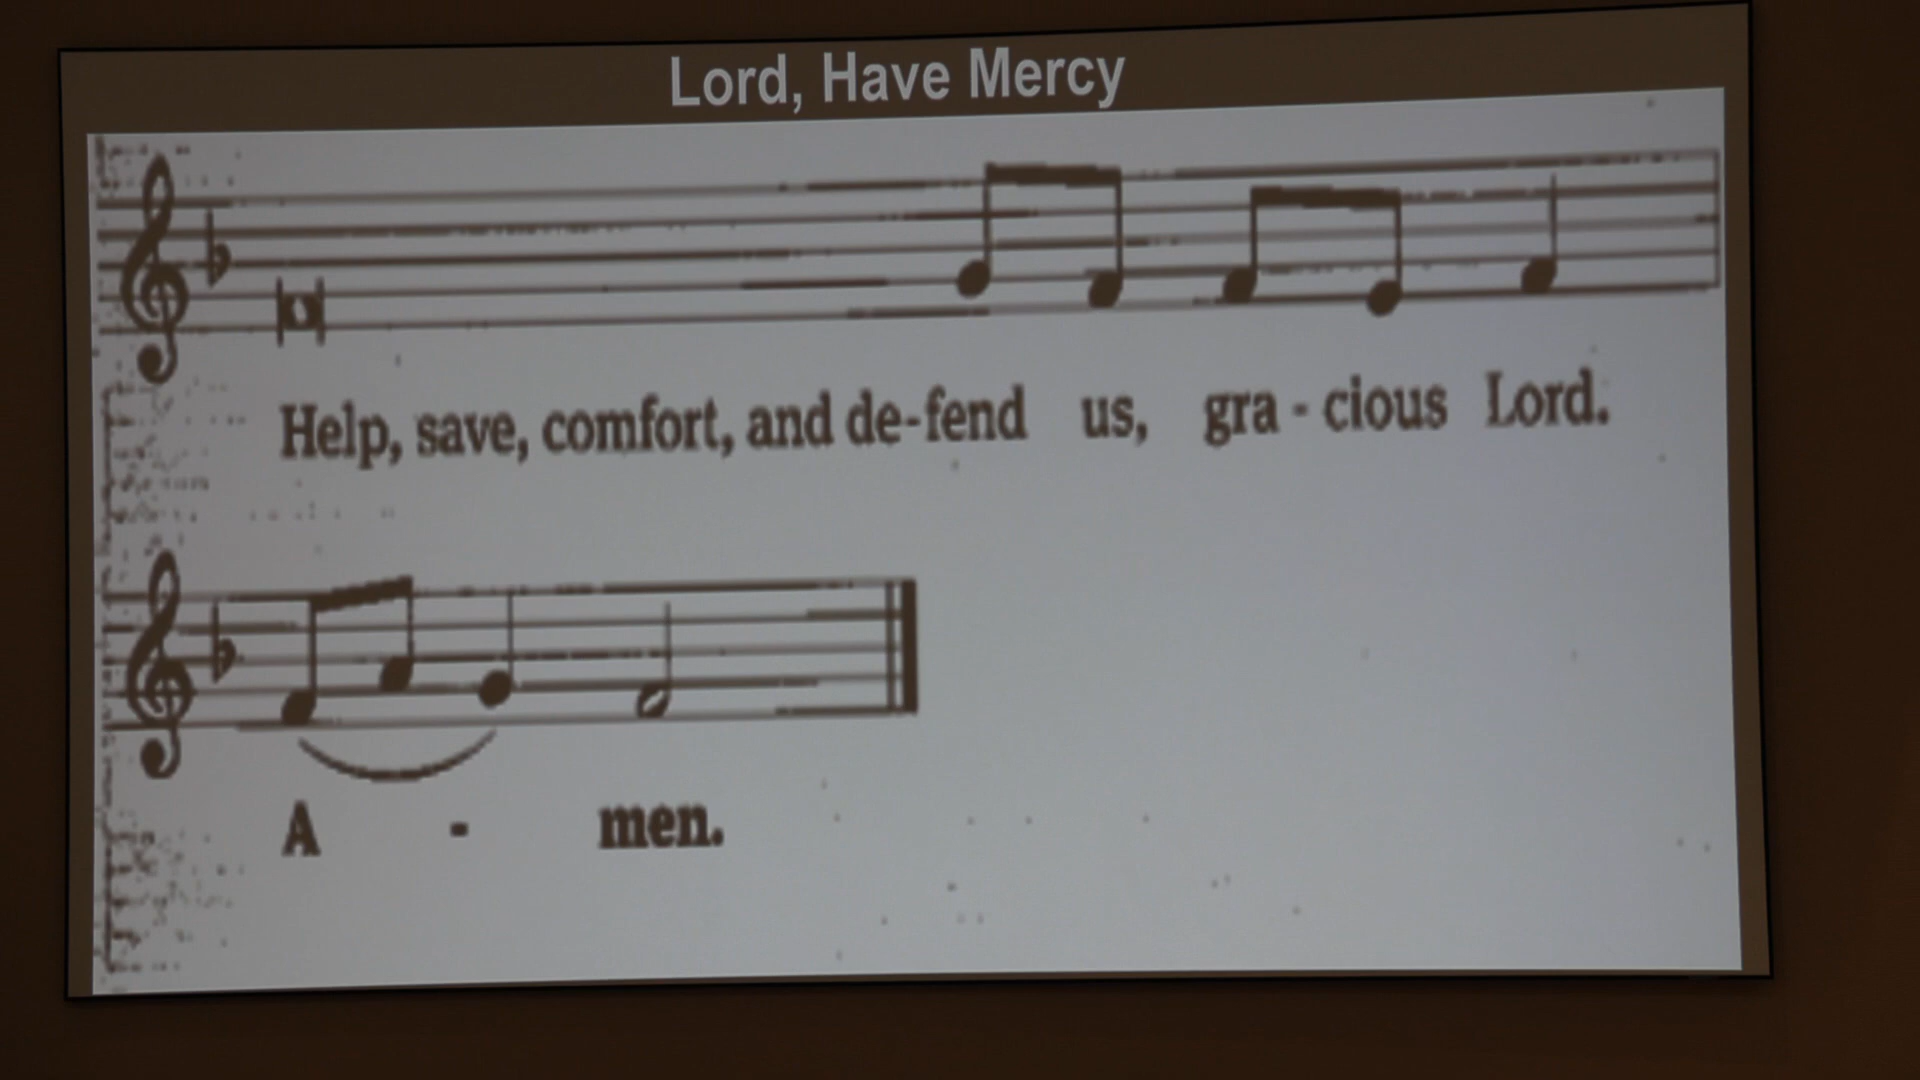 Lord, Have Mercy
Help, save, comfort, and de-fend us, gra - cious Lord.
A - men.